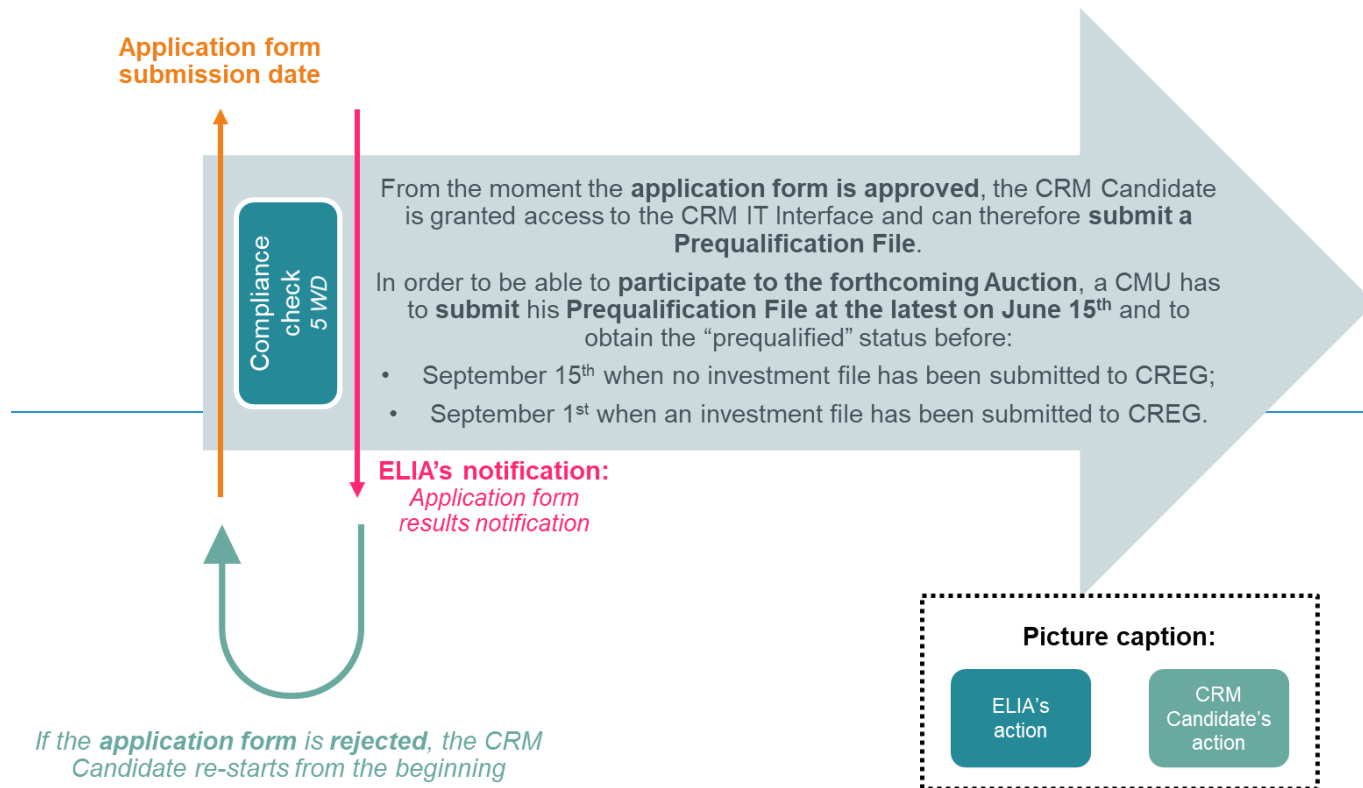 Application form
submission date
Compliance
check
5 WD
From the moment the application form is approved, the CRM Candidate
is granted access to the CRM IT Interface and can therefore submit a
Prequalification File.
In order to be able to participate to the forthcoming Auction, a CMU has
to submit his Prequalification File at the latest on June 15th and to
obtain the “prequalified” status before:
• September 15th when no investment file has been submitted to CREG;
• September 1st when an investment file has been submitted to CREG.
ELIA’s notification:
Application form
results notification
If the application form is rejected, the CRM
Candidate re-starts from the beginning
Picture caption:
ELIA’s
action
CRM
Candidate’s
action